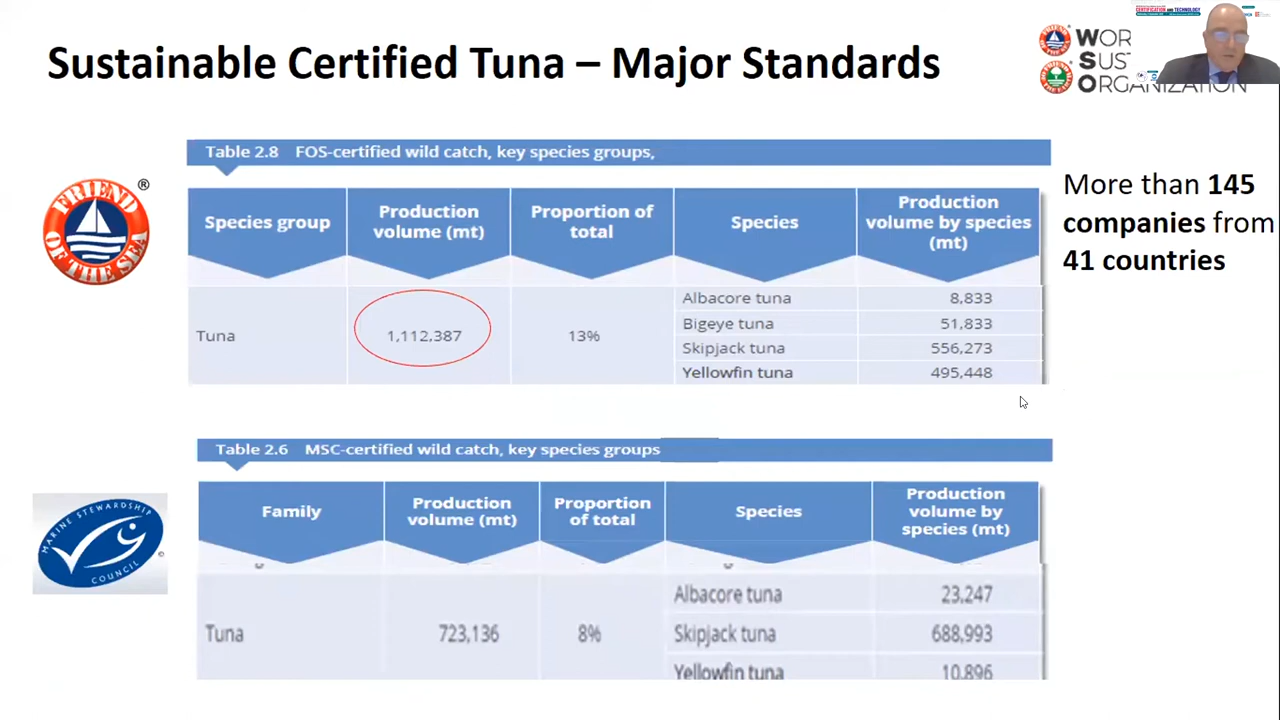 Sustainable Certified Tuna – Major Standards
CERTIFICATION AND TECHNOLOGY
ORGANIZATION
FRIEND
OF THE SEA
®
Table 2.8 FOS-certified wild catch, key species groups,
Species group
Production
volume (mt)
Proportion of
total
Species
Production
volume by species
(mt)
Tuna
1,112,387
13%
Albacore tuna 8,833
Bigeye tuna 51,833
Skipjack tuna 556,273
Yellowfin tuna 495,448
More than 145
companies from
41 countries
MARINE STEWARDSHIP
COUNCIL
Table 2.6 MSC-certified wild catch, key species groups
Family
Production
volume (mt)
Proportion
of total
Species
Production
volume by
species (mt)
Tuna
723,136
8%
Albacore tuna 23,247
Skipjack tuna 688,993
Yellowfin tuna 10,896